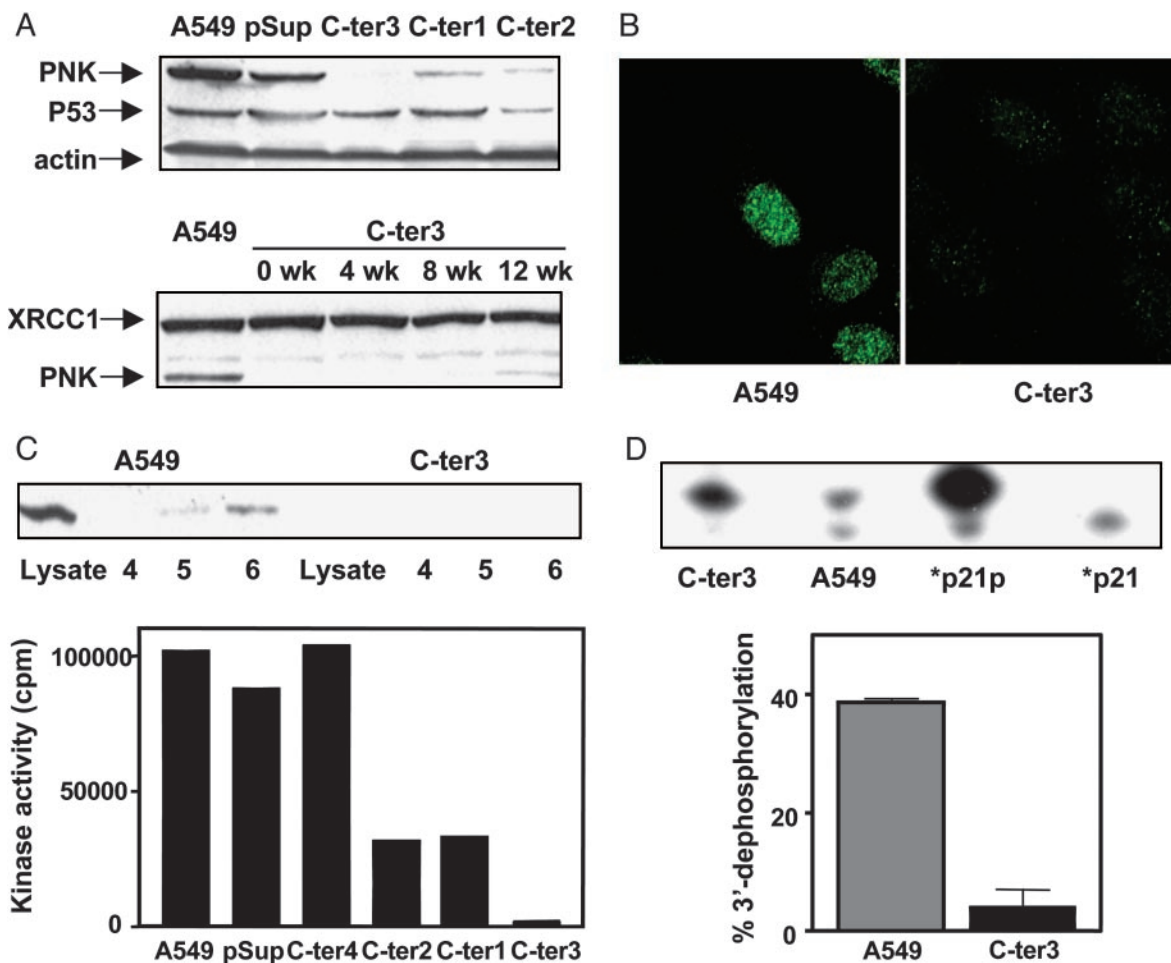 A
A549 pSup C-ter3 C-ter1 C-ter2
PNK
P53
actin
A549 C-ter3
0 wk 4 wk 8 wk 12 wk
XRCC1
PNK
B
A549 C-ter3
C
A549 C-ter3
Lysate 4 5 6 Lysate 4 5 6
Kinase activity (cpm)
100000
50000
0
A549 pSup C-ter4 C-ter2 C-ter1 C-ter3
D
C-ter3 A549 *p21p *p21
% 3'-dephosphorylation
40
20
0
A549 C-ter3